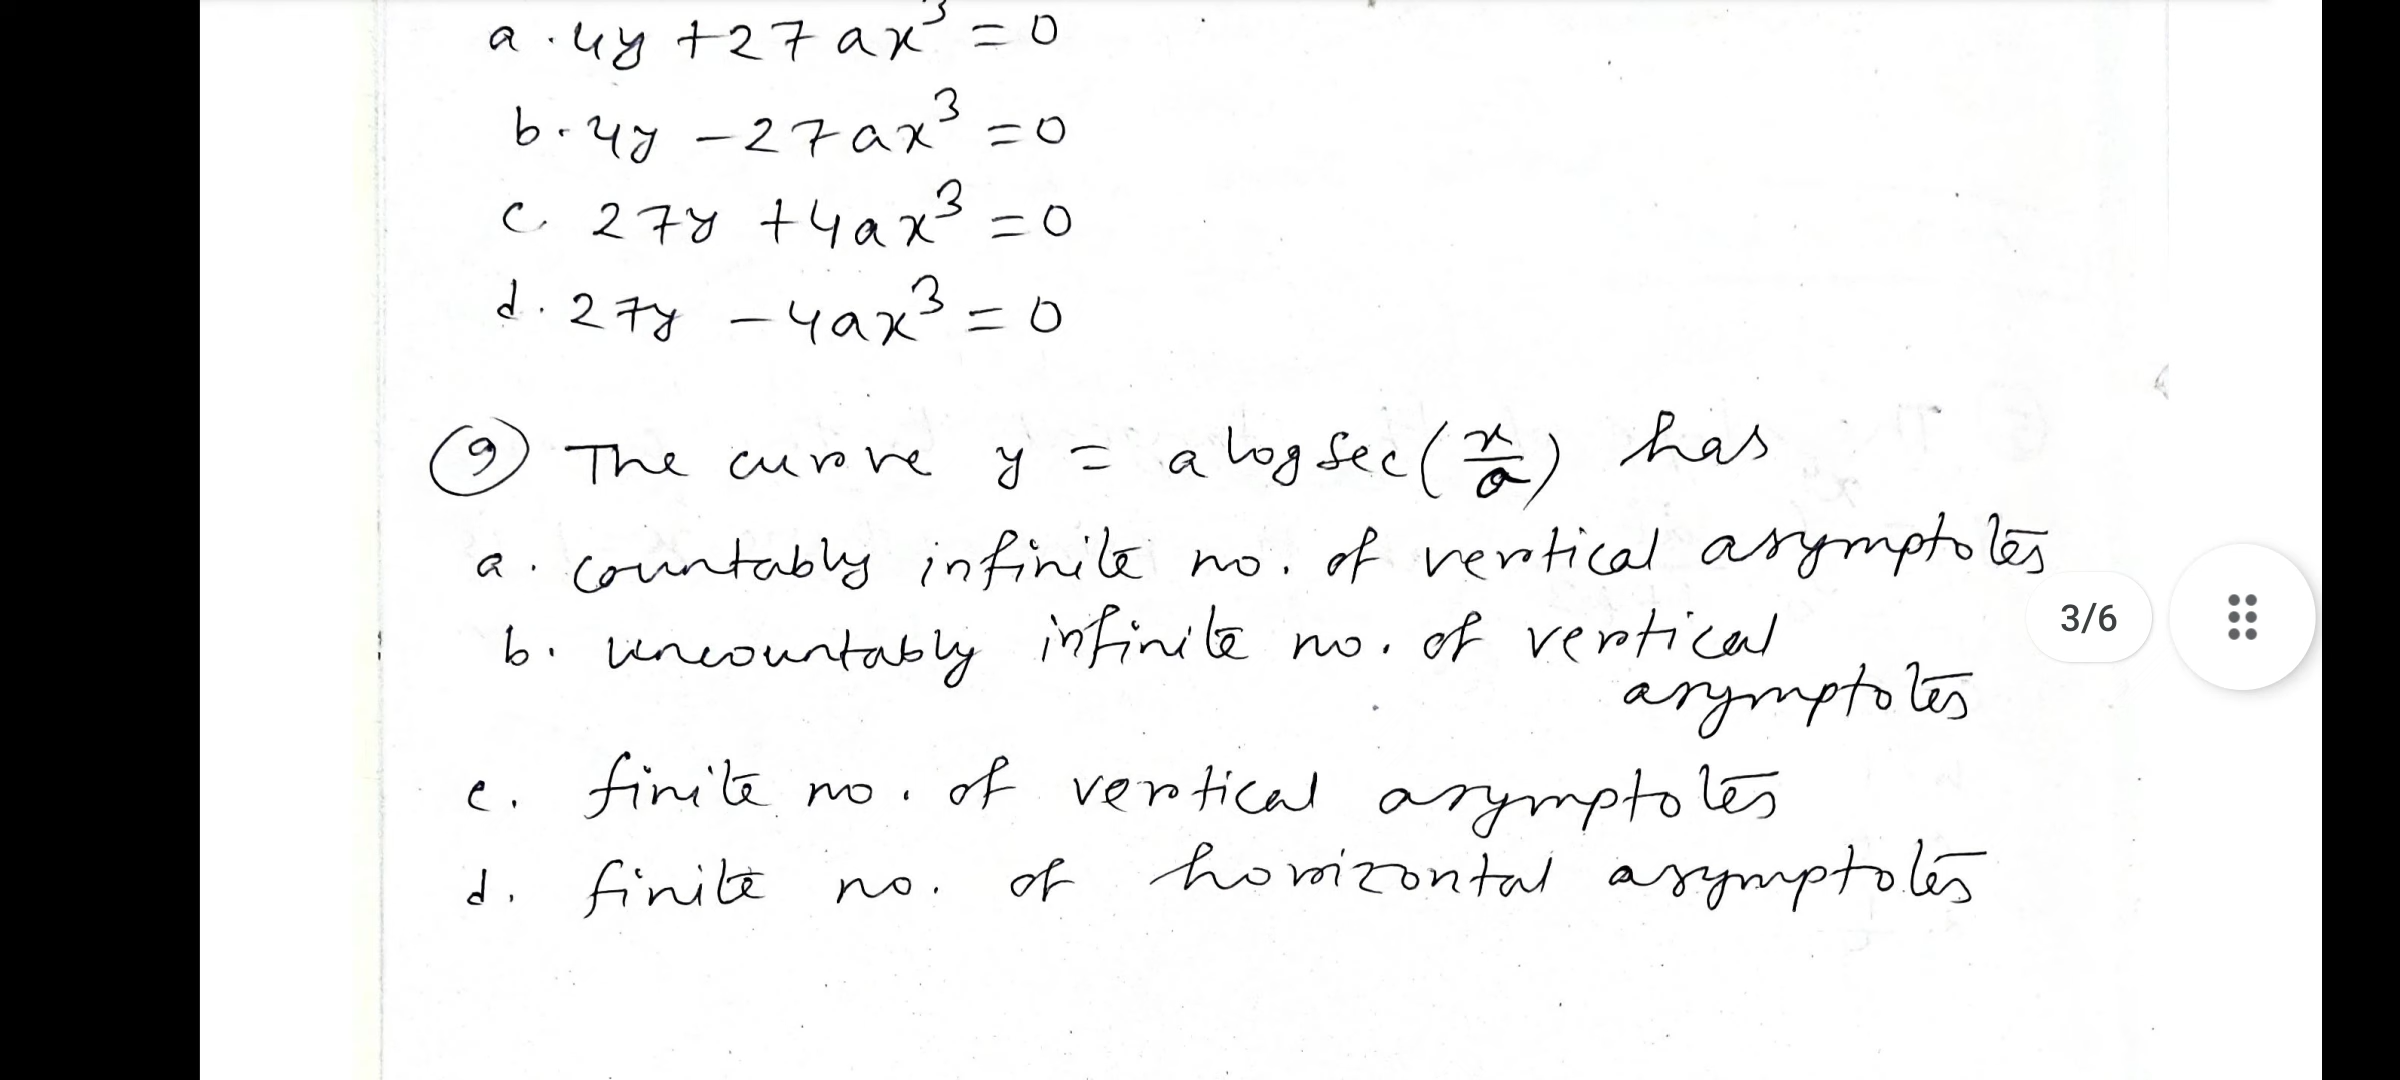 a. 4y + 27ax³ = 0
b. 4y - 27ax³ = 0
c. 27y + 4ax³ = 0
d. 27y - 4ax³ = 0
⑨ The curve y = a log sec(x/a) has
a. countably infinite no. of vertical asymptotes
b. uncountably infinite no. of vertical
asymptotes
3/6
c. finite no. of vertical asymptotes
d. finite no. of horizontal asymptotes